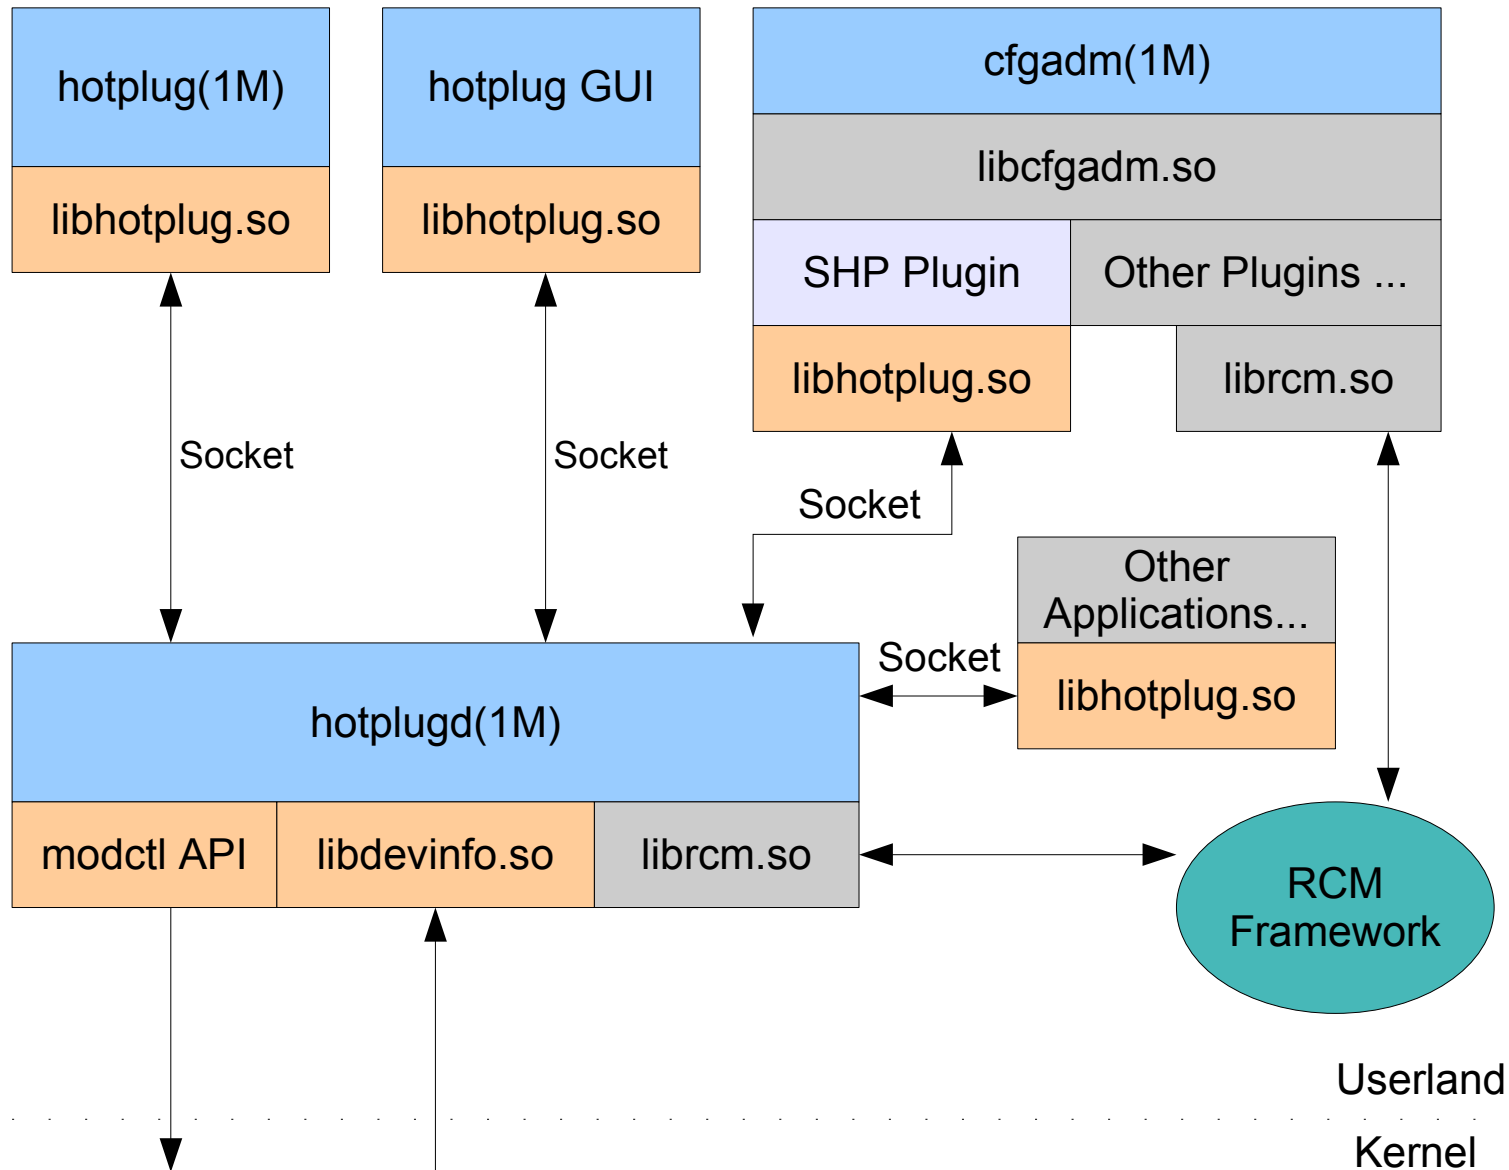 hotplug(1M)
hotplug GUI
cfgadm(1M)
libcfgadm.so
libhotplug.so
libhotplug.so
SHP Plugin
Other Plugins ...
libhotplug.so
librcm.so
Socket
Socket
Socket
Other
Applications...
Socket
libhotplug.so
hotplugd(1M)
modctl API
libdevinfo.so
librcm.so
RCM
Framework
Userland
Kernel